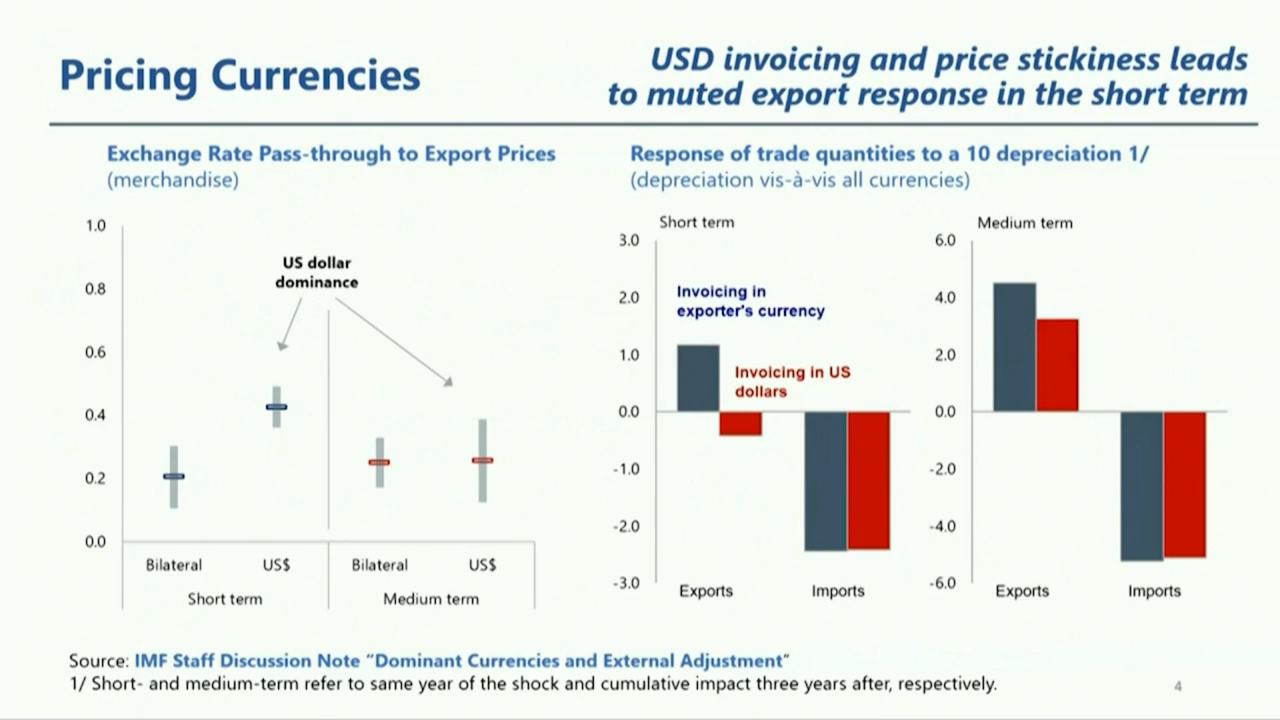 Pricing Currencies
USD invoicing and price stickiness leads
to muted export response in the short term
Exchange Rate Pass-through to Export Prices
(merchandise)
1.0
0.8
0.6
0.4
0.2
0.0
US dollar
dominance
Bilateral
US$
Bilateral
US$
Short term
Medium term
Response of trade quantities to a 10 depreciation 1/
(depreciation vis-à-vis all currencies)
Short term
3.0
2.0
1.0
0.0
-1.0
-2.0
-3.0
Invoicing in
exporter's currency
Invoicing in US
dollars
Exports
Imports
Medium term
6.0
4.0
2.0
0.0
-2.0
-4.0
-6.0
Exports
Imports
Source: IMF Staff Discussion Note “Dominant Currencies and External Adjustment”
1/ Short- and medium-term refer to same year of the shock and cumulative impact three years after, respectively.
4